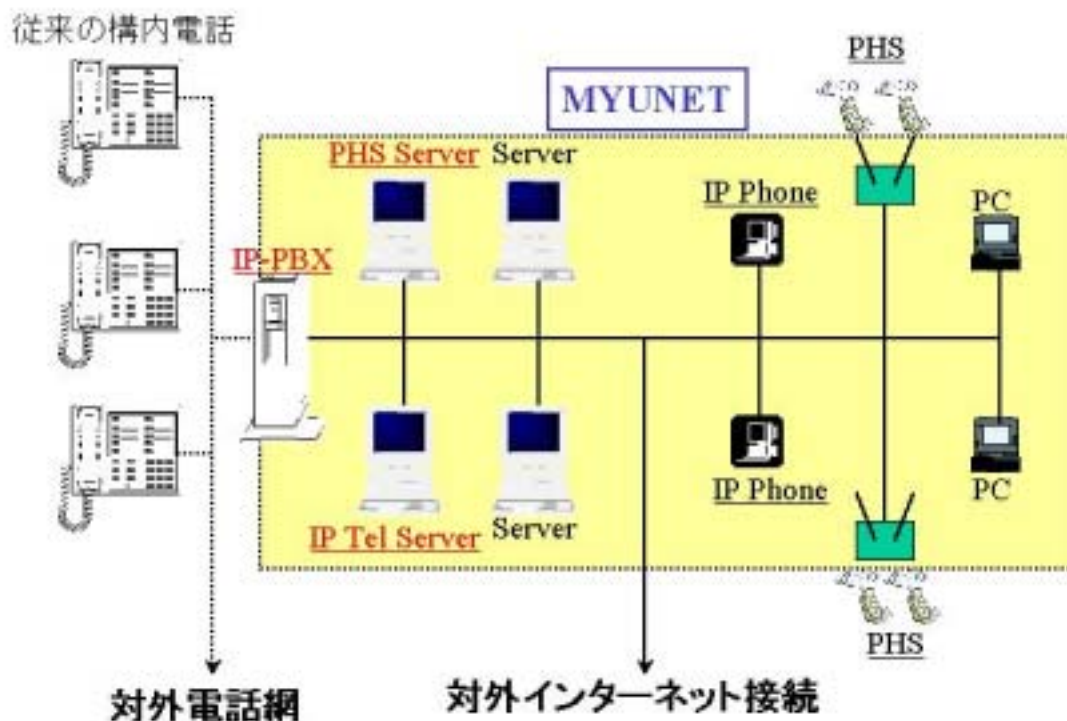 従来の構内電話
PHS
MYUNET
PHS Server
Server
IP Phone
PC
IP-PBX
IP Tel Server
Server
IP Phone
PC
PHS
対外電話網
対外インターネット接続